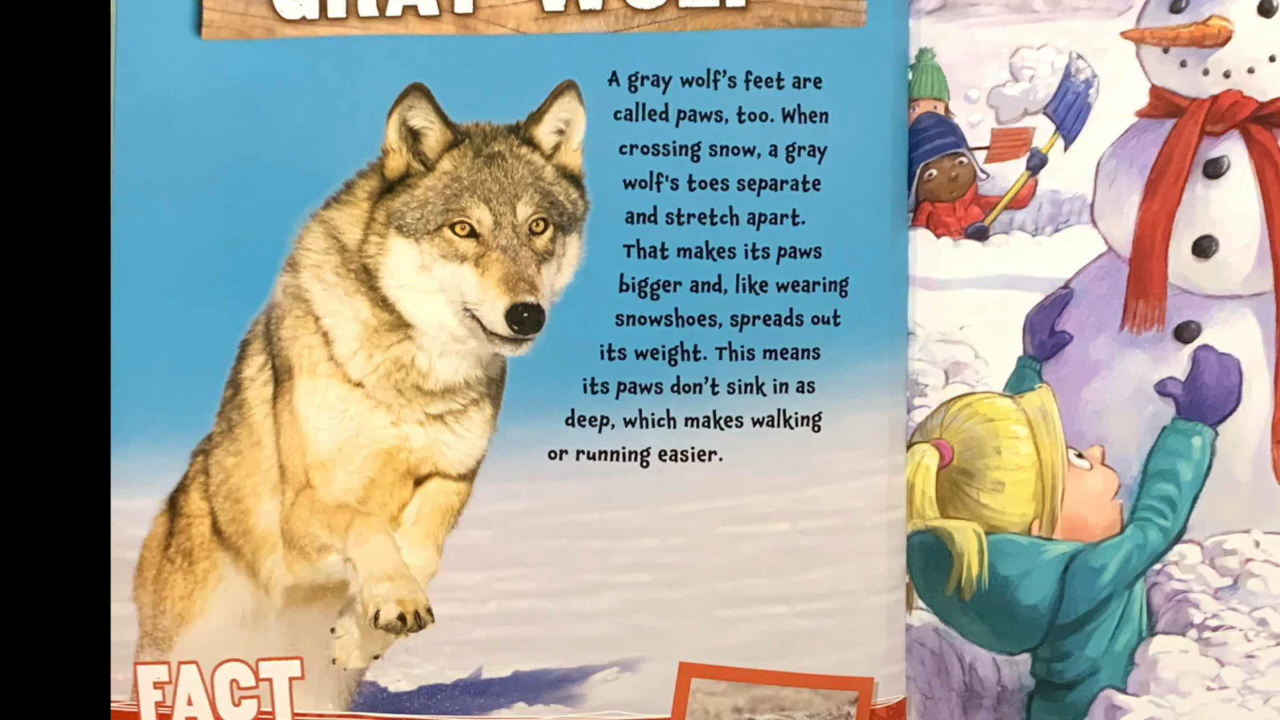 GRAY WOLF
A gray wolf's feet are
called paws, too. When
crossing snow, a gray
wolf's toes separate
and stretch apart.
That makes its paws
bigger and, like wearing
snowshoes, spreads out
its weight. This means
its paws don't sink in as
deep, which makes walking
or running easier.
FACT